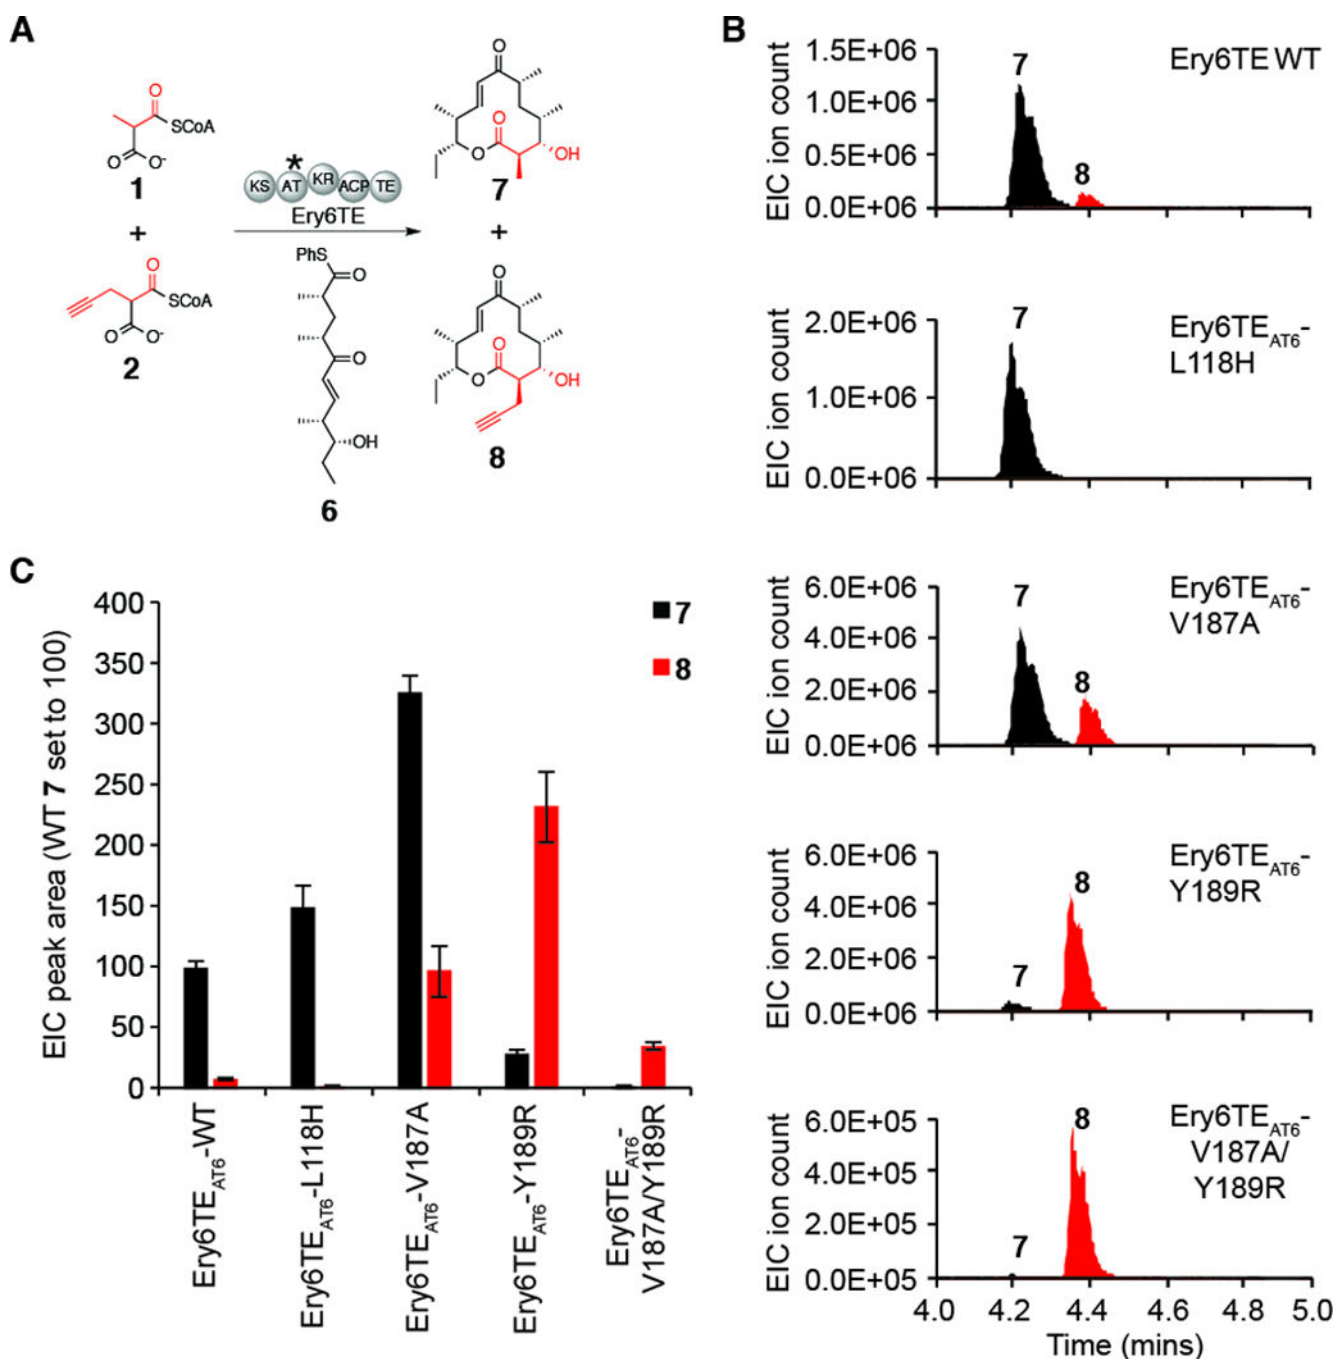 A
O
SCoA
O
O-
1
+
O
SCoA
O
O-
2
*
KS
AT
KR
ACP
TE
Ery6TE
PhS
O
O
OH
6
O
O
O
OH
7
+
O
O
O
OH
8
B
EIC ion count
1.5E+06
1.0E+06
0.5E+06
0.0E+06
7
8
Ery6TE WT
EIC ion count
2.0E+06
1.0E+06
0.0E+06
7
Ery6TEAT6-
L118H
EIC ion count
6.0E+06
4.0E+06
2.0E+06
0.0E+06
7
8
Ery6TEAT6-
V187A
EIC ion count
6.0E+06
4.0E+06
2.0E+06
0.0E+06
7
8
Ery6TEAT6-
Y189R
EIC ion count
6.0E+05
4.0E+06
2.0E+06
0.0E+05
7
8
Ery6TEAT6-
V187A/
Y189R
4.0 4.2 4.4 4.6 4.8 5.0
Time (mins)
C
EIC peak area (WT 7 set to 100)
400
350
300
250
200
150
100
50
0
7
8
Ery6TEAT6-WT
Ery6TEAT6-L118H
Ery6TEAT6-V187A
Ery6TEAT6-Y189R
Ery6TEAT6-
V187A/Y189R